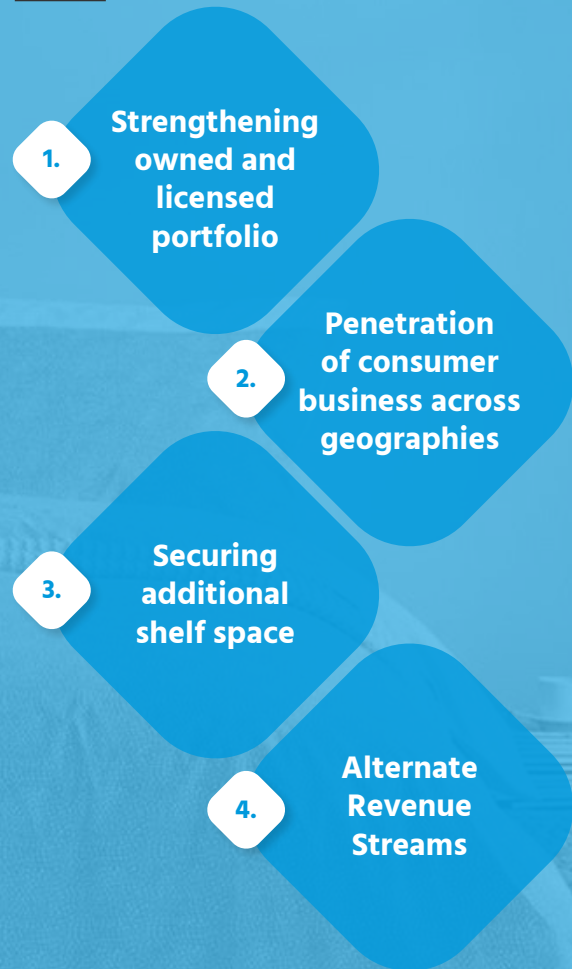 1.
Strengthening
owned and
licensed
portfolio
2.
Penetration
of consumer
business across
geographies
3.
Securing
additional
shelf space
4.
Alternate
Revenue
Streams